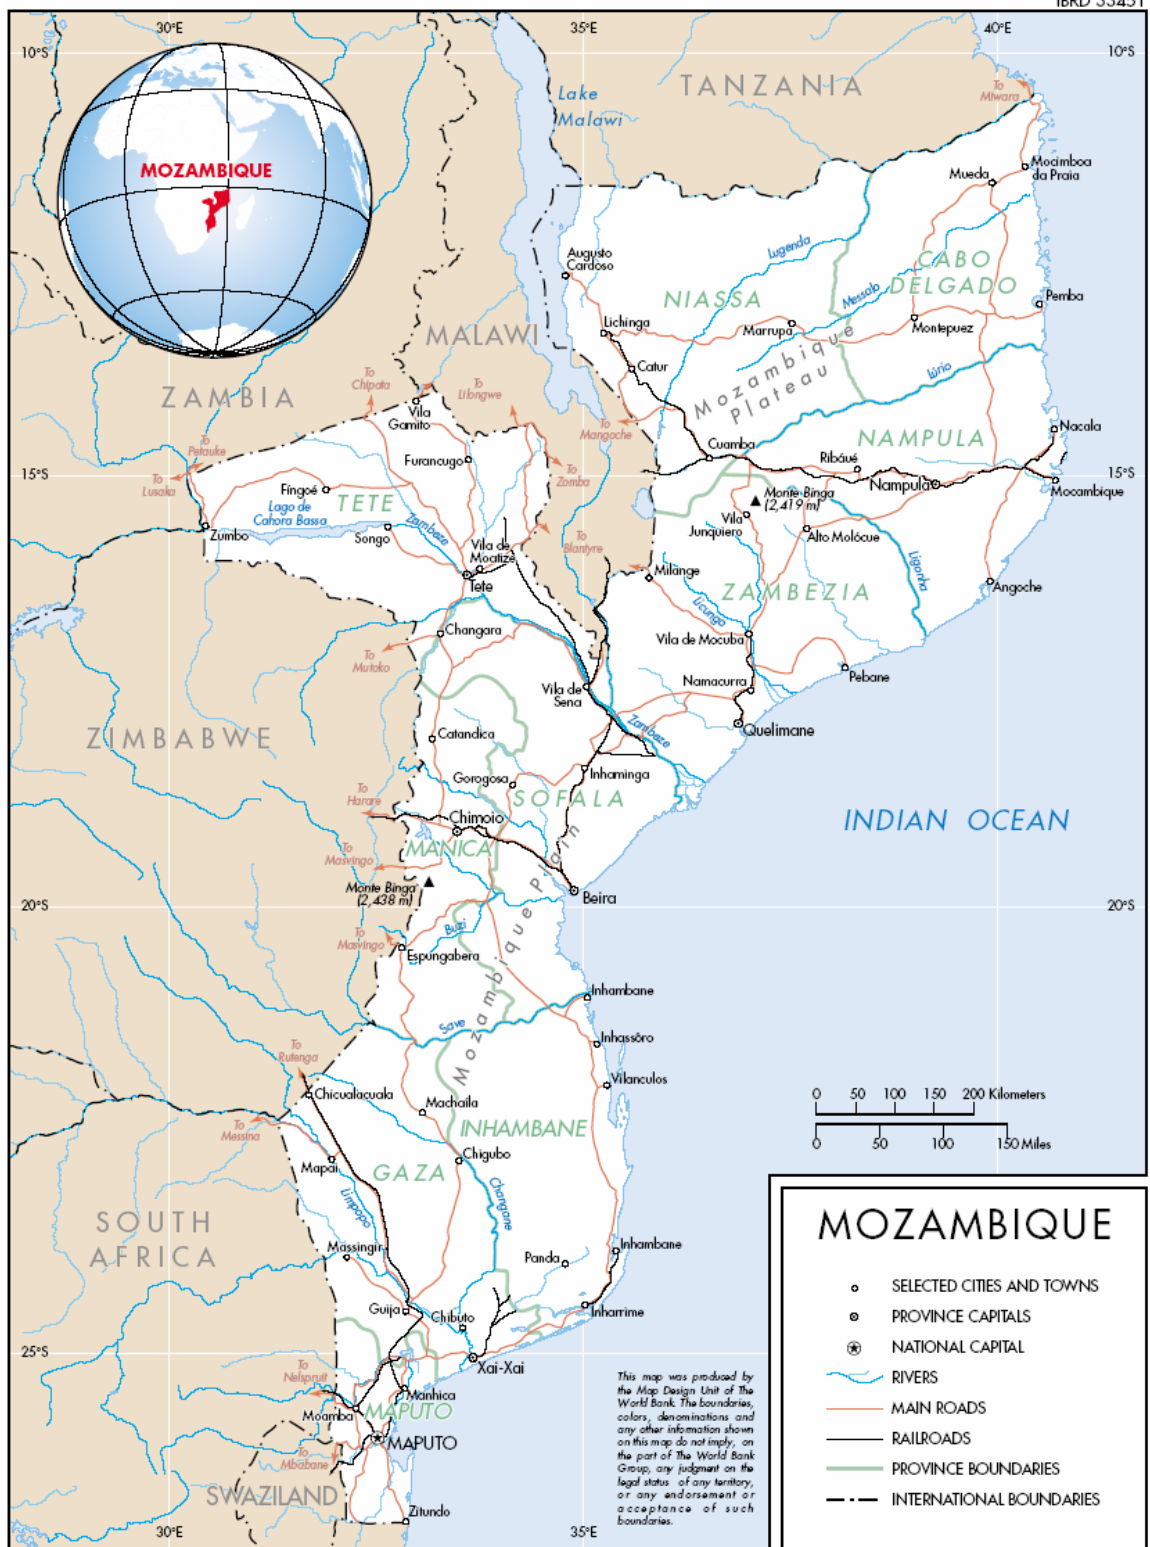 IBRD 33451
30°E
35°E
40°E
10°S
10°S
TANZANIA
Lake
Malawi
To
Mtwara
MOZAMBIQUE
Mocimboa
da Praia
Mueda
Lugenda
Augusto
Cardoso
CABO
DELGADO
NIASSA
Messalo
Pemba
Lichinga
Marrupa
Montepuez
MALAWI
Catur
Mozambique
Plateau
Lúrio
ZAMBIA
To
Chipata
To
Lilongwe
Vila
Gamito
To
Mangoche
NAMPULA
Nacala
To
Petauke
Cuamba
Furancugo
Ribáué
15°S
15°S
To
Lusaka
To
Zomba
Nampula
Mocambique
Fíngoé
TETE
Monte Binga
(2,419 m)
Lago de
Cahora Bassa
Zambeze
Vila
Junquiero
Zumbo
Songo
Alto Molócue
To
Blantyre
Vila de
Moatize
Ligonha
Tete
Milange
Angoche
ZAMBEZIA
Licungo
Changara
Vila de Mocuba
To
Mutoko
Namacurra
Pebane
Vila de
Sena
ZIMBABWE
Catandica
Zambeze
Quelimane
Gorogosa
Inhaminga
To
Harare
SOFALA
Chimoio
INDIAN OCEAN
MANICA
To
Masvingo
Monte Binga
(2,438 m)
Mozambique Plain
Beira
20°S
20°S
To
Masvingo
Buzi
Espungabera
Inhambane
Save
Inhassôro
To
Rutenga
Vilanculos
Chicualacuala
Machaila
0 50 100 150 200 Kilometers
0 50 100 150 Miles
To
Messina
INHAMBANE
Mapai
Chigubo
GAZA
Limpopo
Changane
SOUTH
AFRICA
Massingir
Panda
Inhambane
Guija
Chibuto
Inharrime
25°S
25°S
Xai-Xai
To
Nelspruit
Manhica
Moamba
MAPUTO
MAPUTO
To
Mbabane
SWAZILAND
Zitundo
30°E
35°E
This map was produced by
the Map Design Unit of The
World Bank. The boundaries,
colors, denominations and
any other information shown
on this map do not imply, on
the part of The World Bank
Group, any judgment on the
legal status of any territory,
or any endorsement or
acceptance of such
boundaries.
MOZAMBIQUE
SELECTED CITIES AND TOWNS
PROVINCE CAPITALS
NATIONAL CAPITAL
RIVERS
MAIN ROADS
RAILROADS
PROVINCE BOUNDARIES
INTERNATIONAL BOUNDARIES